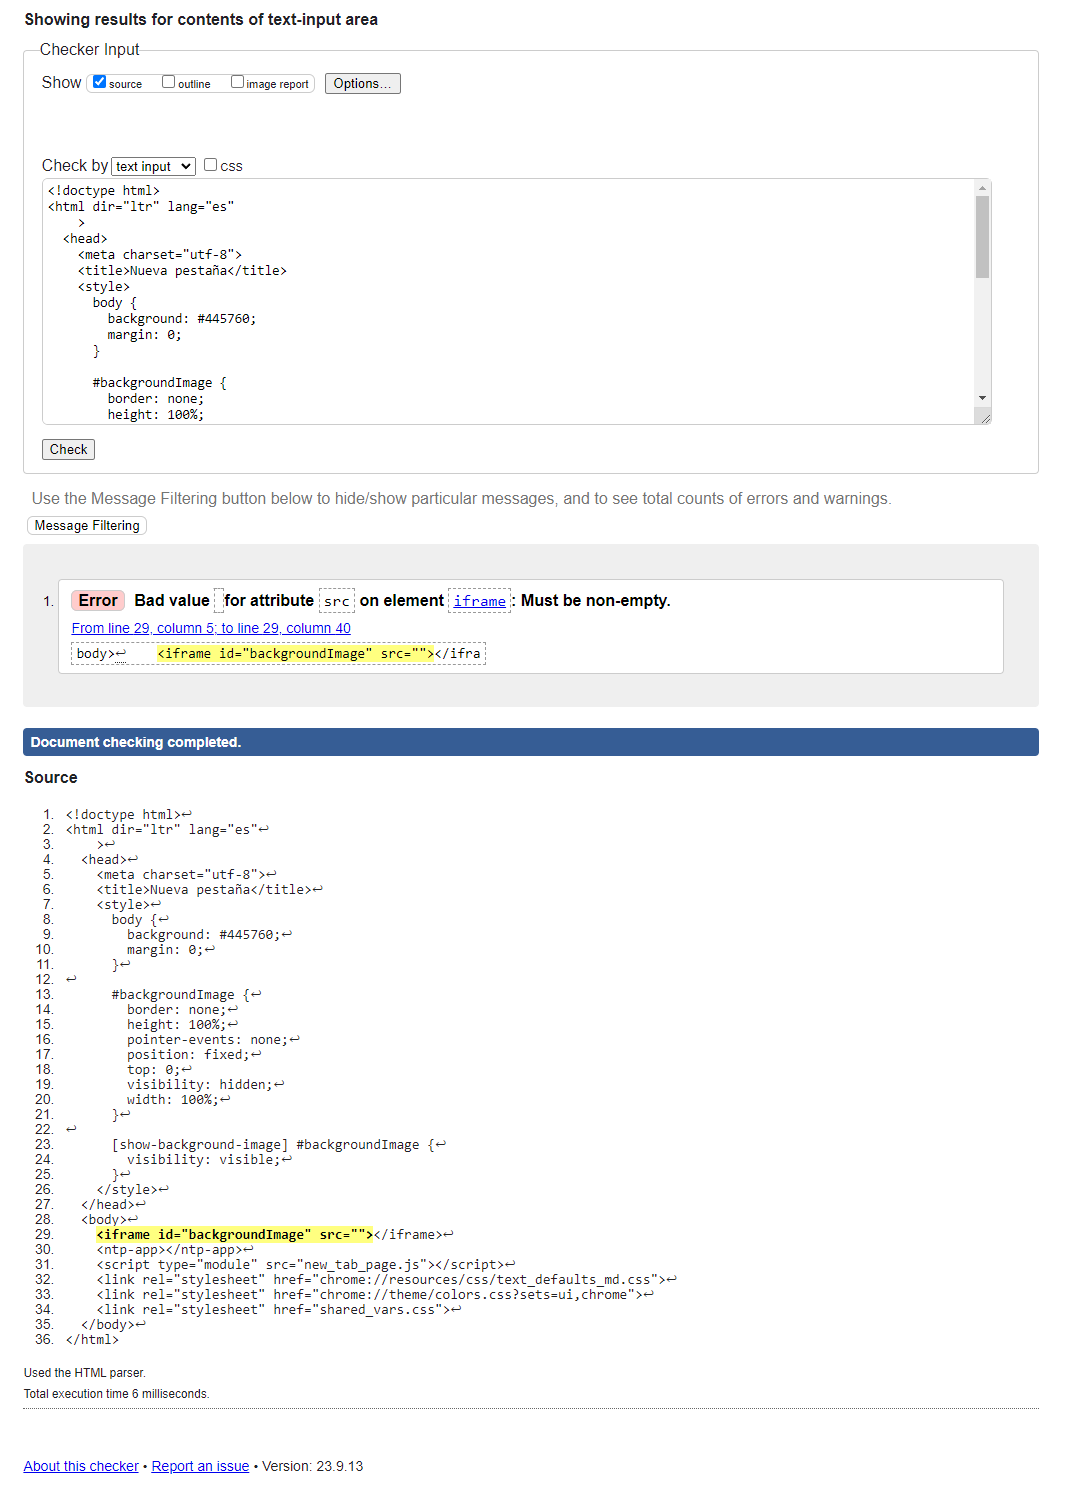 Showing results for contents of text-input area
Checker Input
Show source outline image report Options...
Check by text input css
<!doctype html>
<html dir="ltr" lang="es"
    >
  <head>
    <meta charset="utf-8">
    <title>Nueva pestaña</title>
    <style>
      body {
        background: #445760;
        margin: 0;
      }

      #backgroundImage {
        border: none;
        height: 100%;
Check
Use the Message Filtering button below to hide/show particular messages, and to see total counts of errors and warnings.
Message Filtering
1. Error Bad value for attribute src on element iframe: Must be non-empty.
From line 29, column 5; to line 29, column 40
body>↩    <iframe id="backgroundImage" src=""></ifra
Document checking completed.
Source
1. <!doctype html>↩
2. <html dir="ltr" lang="es"↩
3.     >↩
4.   <head>↩
5.     <meta charset="utf-8">↩
6.     <title>Nueva pestaña</title>↩
7.     <style>↩
8.       body {↩
9.         background: #445760;↩
10.         margin: 0;↩
11.       }↩
12. ↩
13.       #backgroundImage {↩
14.         border: none;↩
15.         height: 100%;↩
16.         pointer-events: none;↩
17.         position: fixed;↩
18.         top: 0;↩
19.         visibility: hidden;↩
20.         width: 100%;↩
21.       }↩
22. ↩
23.       [show-background-image] #backgroundImage {↩
24.         visibility: visible;↩
25.       }↩
26.     </style>↩
27.   </head>↩
28.   <body>↩
29.     <iframe id="backgroundImage" src=""></iframe>↩
30.     <ntp-app></ntp-app>↩
31.     <script type="module" src="new_tab_page.js"></script>↩
32.     <link rel="stylesheet" href="chrome://resources/css/text_defaults_md.css">↩
33.     <link rel="stylesheet" href="chrome://theme/colors.css?sets=ui,chrome">↩
34.     <link rel="stylesheet" href="shared_vars.css">↩
35.   </body>↩
36. </html>
Used the HTML parser.
Total execution time 6 milliseconds.
About this checker • Report an issue • Version: 23.9.13